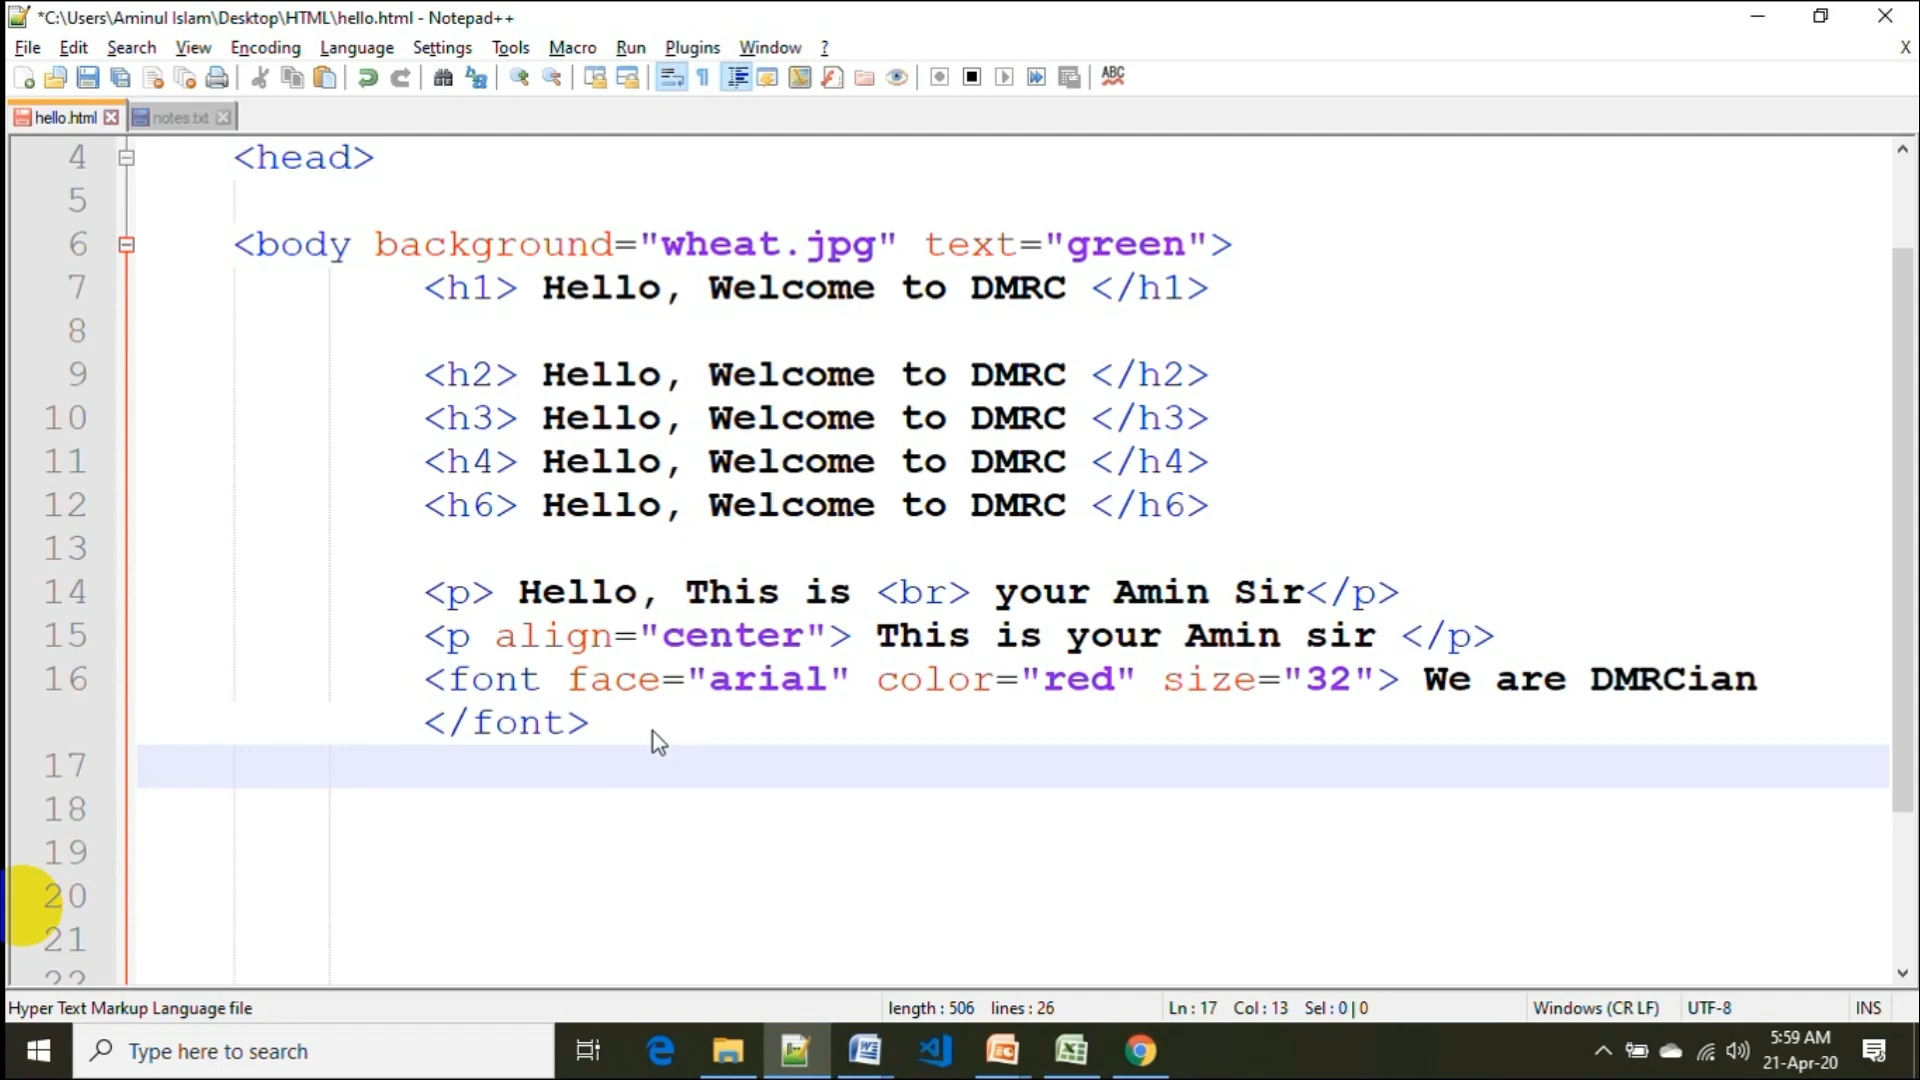 *C:\Users\Aminul Islam\Desktop\HTML\hello.html - Notepad++
File Edit Search View Encoding Language Settings Tools Macro Run Plugins Window ? X
ABC
hello.html notes.txt
4 <head>
5
6 <body background="wheat.jpg" text="green">
7 <h1> Hello, Welcome to DMRC </h1>
8
9 <h2> Hello, Welcome to DMRC </h2>
10 <h3> Hello, Welcome to DMRC </h3>
11 <h4> Hello, Welcome to DMRC </h4>
12 <h6> Hello, Welcome to DMRC </h6>
13
14 <p> Hello, This is <br> your Amin Sir</p>
15 <p align="center"> This is your Amin sir </p>
16 <font face="arial" color="red" size="32"> We are DMRCian
</font>
17
18
19
20
21
22
Hyper Text Markup Language file length : 506 lines : 26 Ln : 17 Col : 13 Sel : 0 | 0 Windows (CR LF) UTF-8 INS
Type here to search
5:59 AM
21-Apr-20